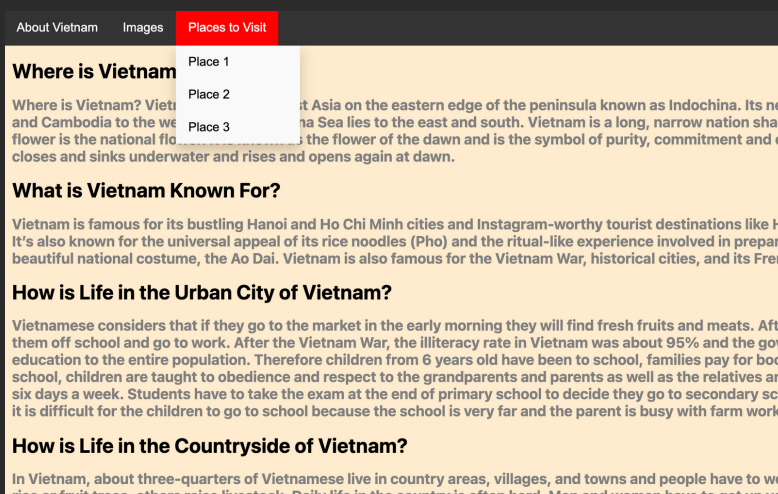 About Vietnam Images Places to Visit
Place 1
Place 2
Place 3
Where is Vietnam
Where is Vietnam? Asia on the eastern edge of the peninsula known as Indochina. Its
and Cambodia to the Sea lies to the east and south. Vietnam is a long, narrow nation
flower is the national the flower of the dawn and is the symbol of purity, commitment and
closes and sinks underwater and rises and opens again at dawn.
What is Vietnam Known For?
Vietnam is famous for its bustling Hanoi and Ho Chi Minh cities and Instagram-worthy tourist destinations like
It's also known for the universal appeal of its rice noodles (Pho) and the ritual-like experience involved in
beautiful national costume, the Ao Dai. Vietnam is also famous for the Vietnam War, historical cities, and its
How is Life in the Urban City of Vietnam?
Vietnamese considers that if they go to the market in the early morning they will find fresh fruits and meats.
them off school and go to work. After the Vietnam War, the illiteracy rate in Vietnam was about 95% and the
education to the entire population. Therefore children from 6 years old have been to school, families pay for
school, children are taught to obedience and respect to the grandparents and parents as well as the relatives
six days a week. Students have to take the exam at the end of primary school to decide they go to secondary
it is difficult for the children to go to school because the school is very far and the parent is busy with farm work
How is Life in the Countryside of Vietnam?
In Vietnam, about three-quarters of Vietnamese live in country areas, villages, and towns and people have to